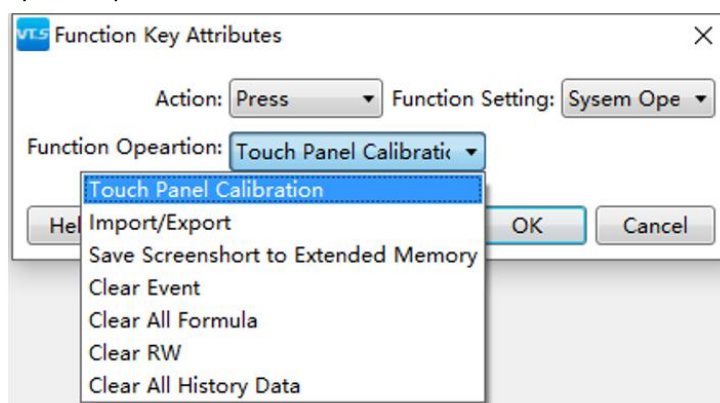 VT5 Function Key Attributes
Action: Press Function Setting: Sysem Ope
Function Opeartion: Touch Panel Calibratic
Touch Panel Calibration
Import/Export
Hel OK Cancel
Save Screenshort to Extended Memory
Clear Event
Clear All Formula
Clear RW
Clear All History Data